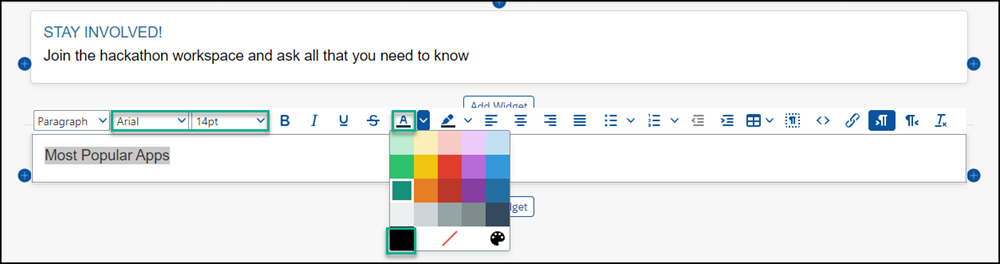 STAY INVOLVED!
Join the hackathon workspace and ask all that you need to know
Add Widget
Paragraph Arial 14pt B I U S A
Most Popular Apps
dget